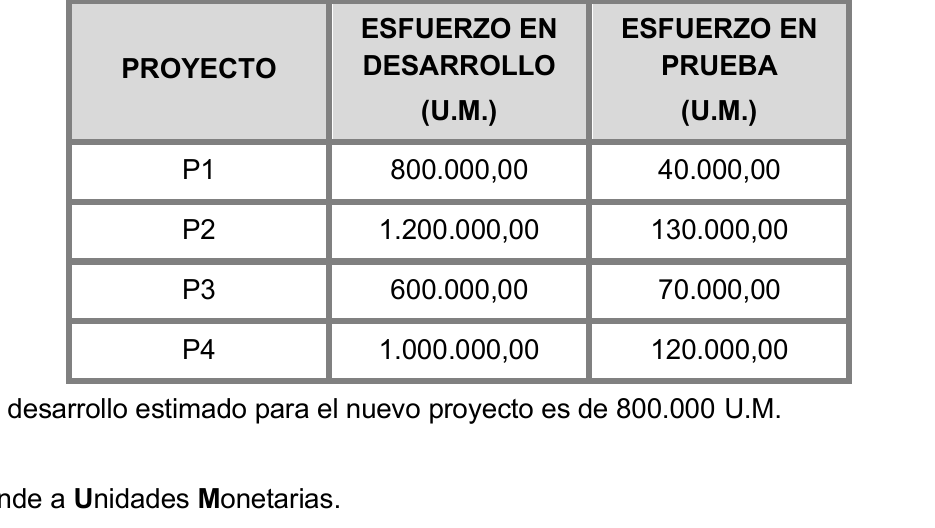 PROYECTO
ESFUERZO EN
DESARROLLO
(U.M.)
ESFUERZO EN
PRUEBA
(U.M.)
P1 800.000,00 40.000,00
P2 1.200.000,00 130.000,00
P3 600.000,00 70.000,00
P4 1.000.000,00 120.000,00
desarrollo estimado para el nuevo proyecto es de 800.000 U.M.
nde a Unidades Monetarias.